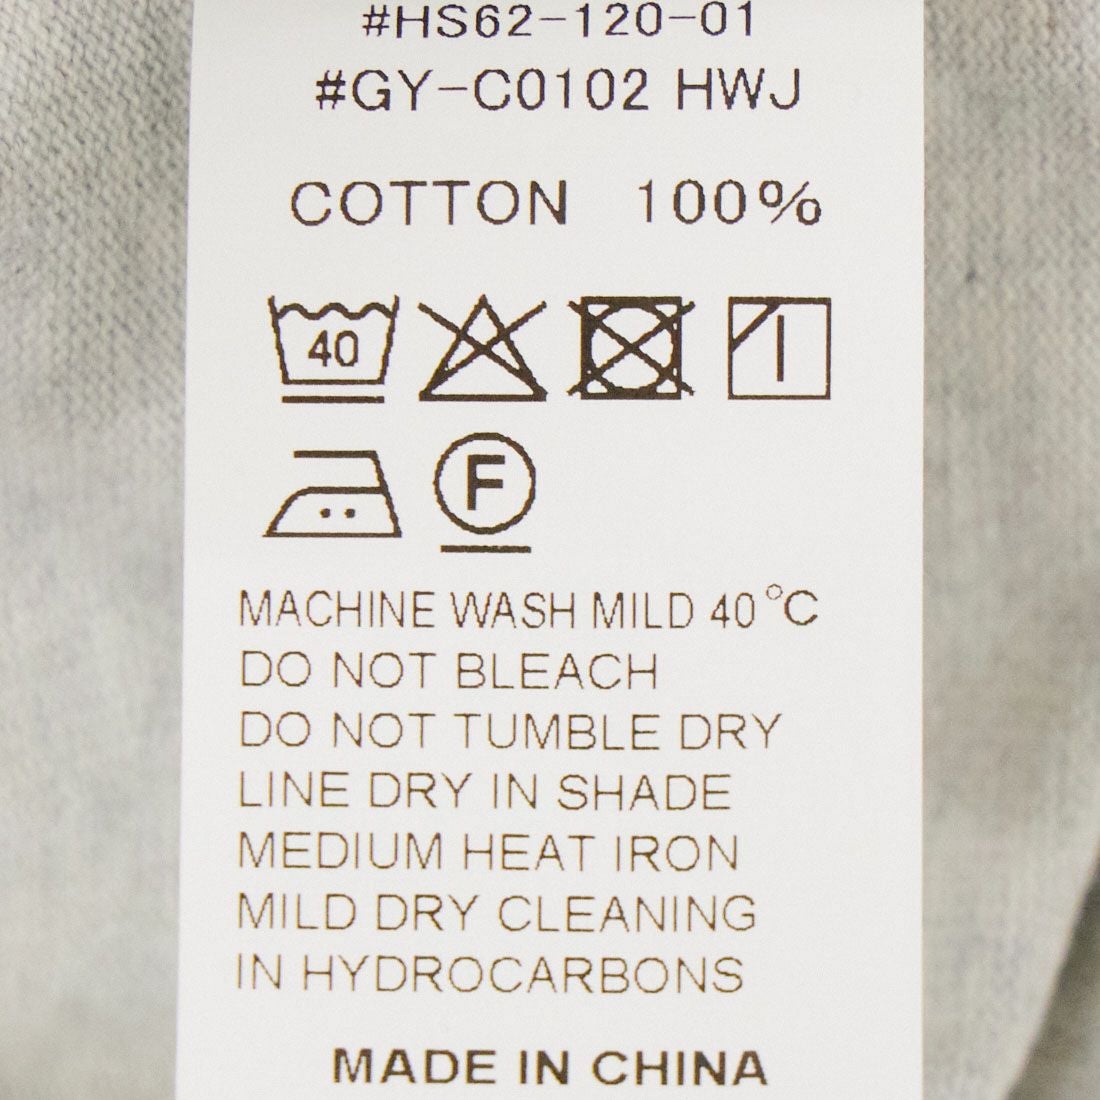 #HS62-120-01
#GY-C0102 HWJ
COTTON 100%
40
F
MACHINE WASH MILD 40°C
DO NOT BLEACH
DO NOT TUMBLE DRY
LINE DRY IN SHADE
MEDIUM HEAT IRON
MILD DRY CLEANING
IN HYDROCARBONS
MADE IN CHINA